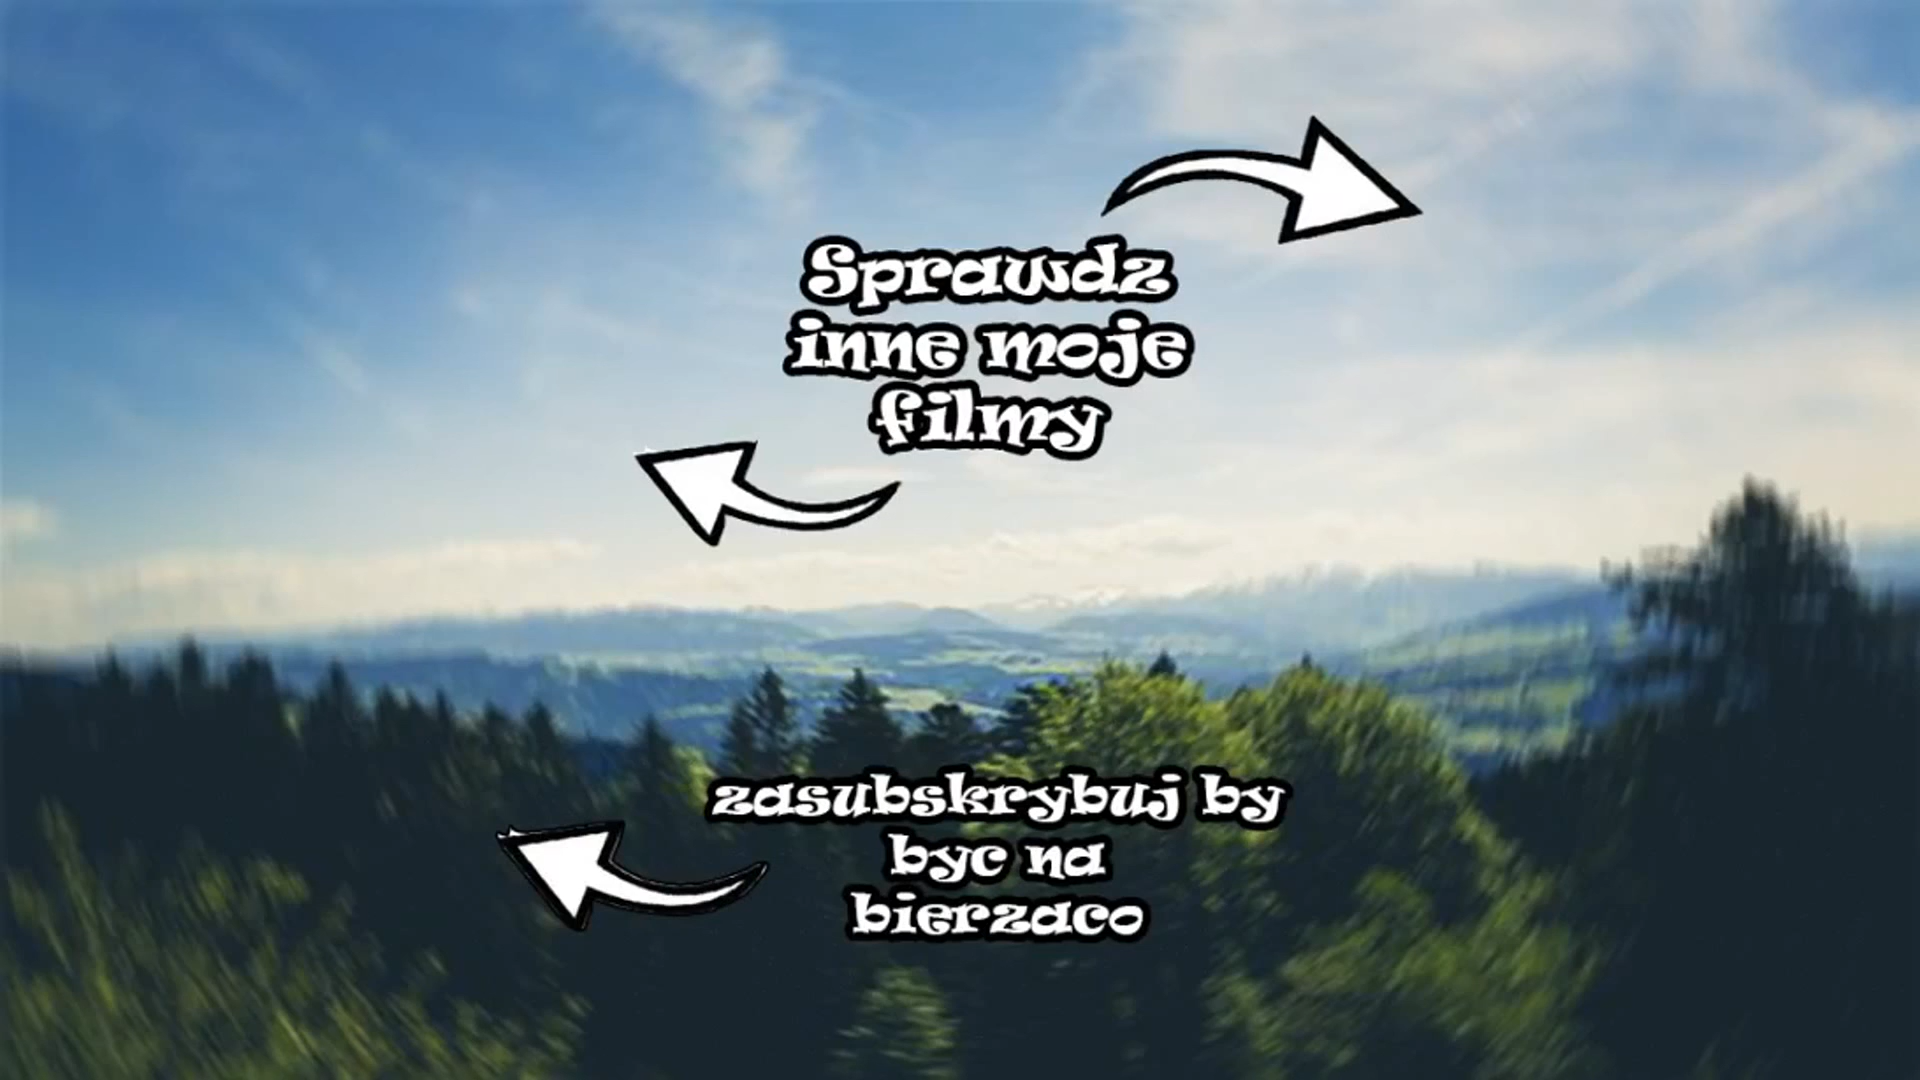 Sprawdz
inne moje
filmy
zasubskrybuj by
byc na
bierzaco